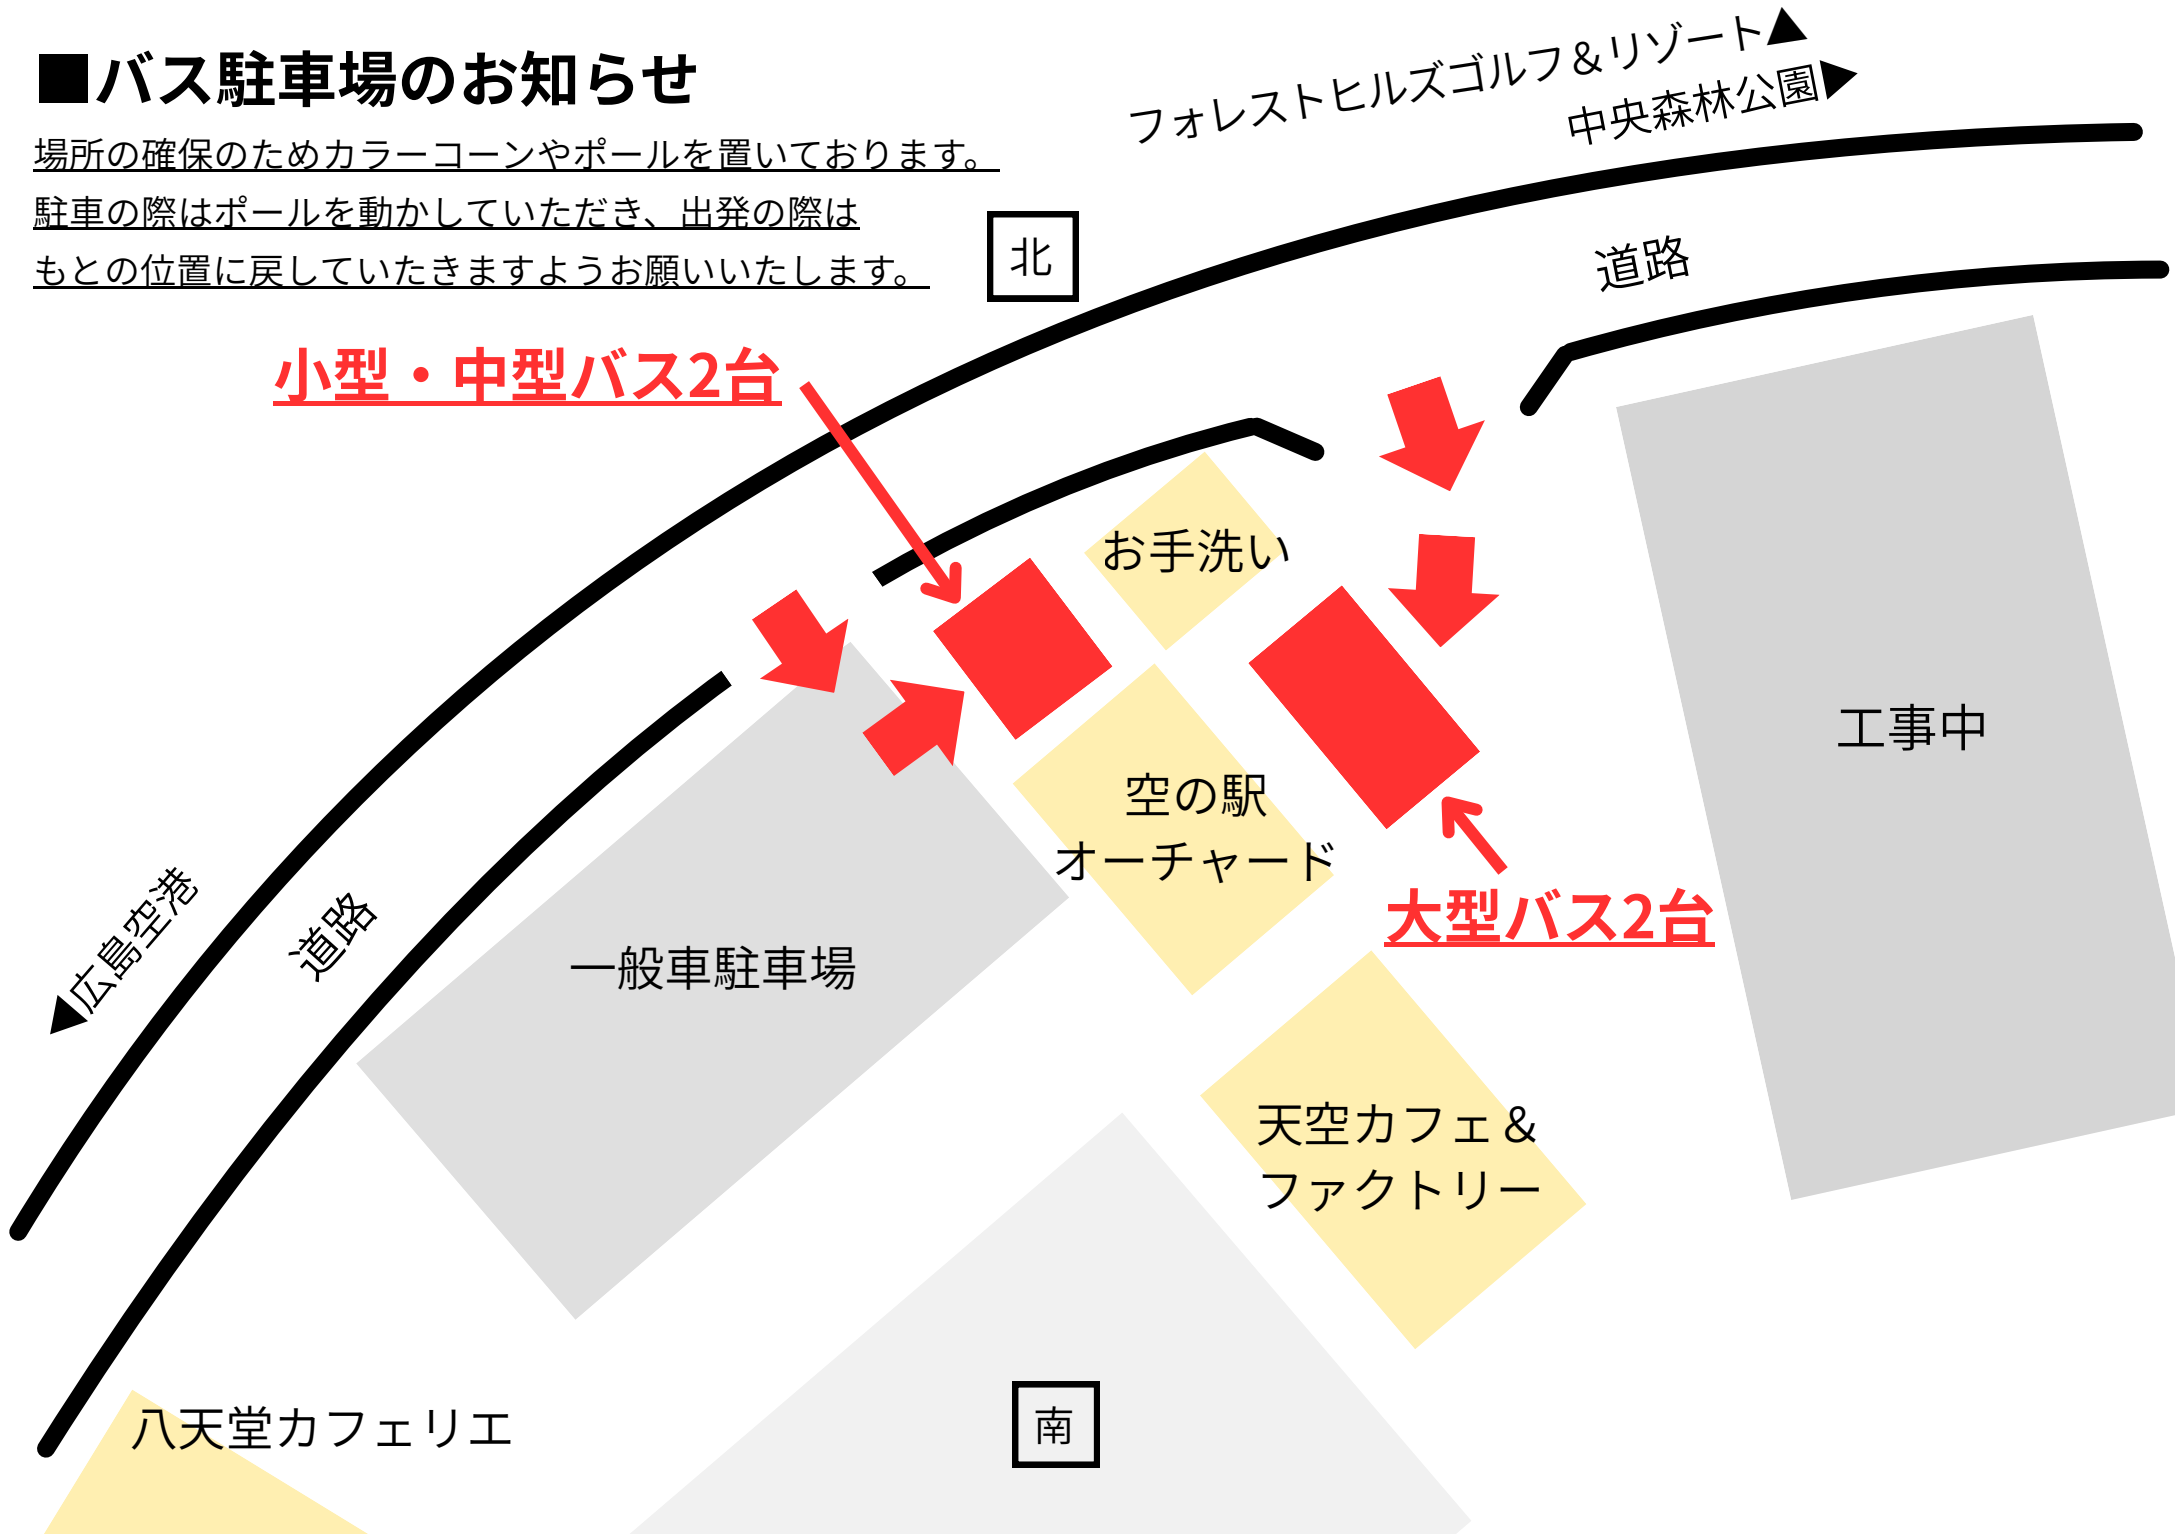 ■バス駐車場のお知らせ
場所の確保のためカラーコーンやポールを置いております。
駐車の際はポールを動かしていただき、出発の際は
もとの位置に戻していたきますようお願いいたします。
フォレストヒルズゴルフ＆リゾート▲
中央森林公園▶
北
道路
小型・中型バス2台
お手洗い
工事中
空の駅
オーチャード
大型バス2台
◀広島空港
道路
一般車駐車場
天空カフェ＆
ファクトリー
八天堂カフェリエ
南